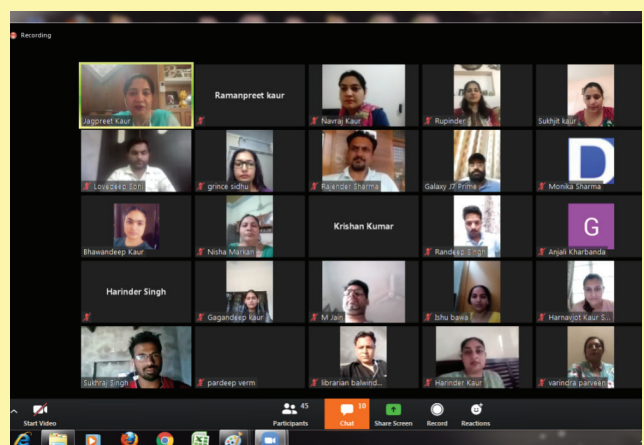 Recording
Jagpreet Kaur
Ramanpreet kaur
Navraj Kaur
Rupinder
Sukhjit kaur
Lovedeep Sohi
grince sidhu
Rajender Sharma
Galaxy J7 Prime
D
Monika Sharma
Bhawandeep Kaur
Nisha Markan
Krishan Kumar
Randeep Singh
G
Anjali Kharbanda
Harinder Singh
Gagandeep kaur
M Jain
Ishu bawa
Harnavjot Kaur S...
Sukhraj Singh
pardeep verm
librarian balwind...
Harinder Kaur
varindra parveen
Start Video
45
Participants
10
Chat
Share Screen
Record
Reactions